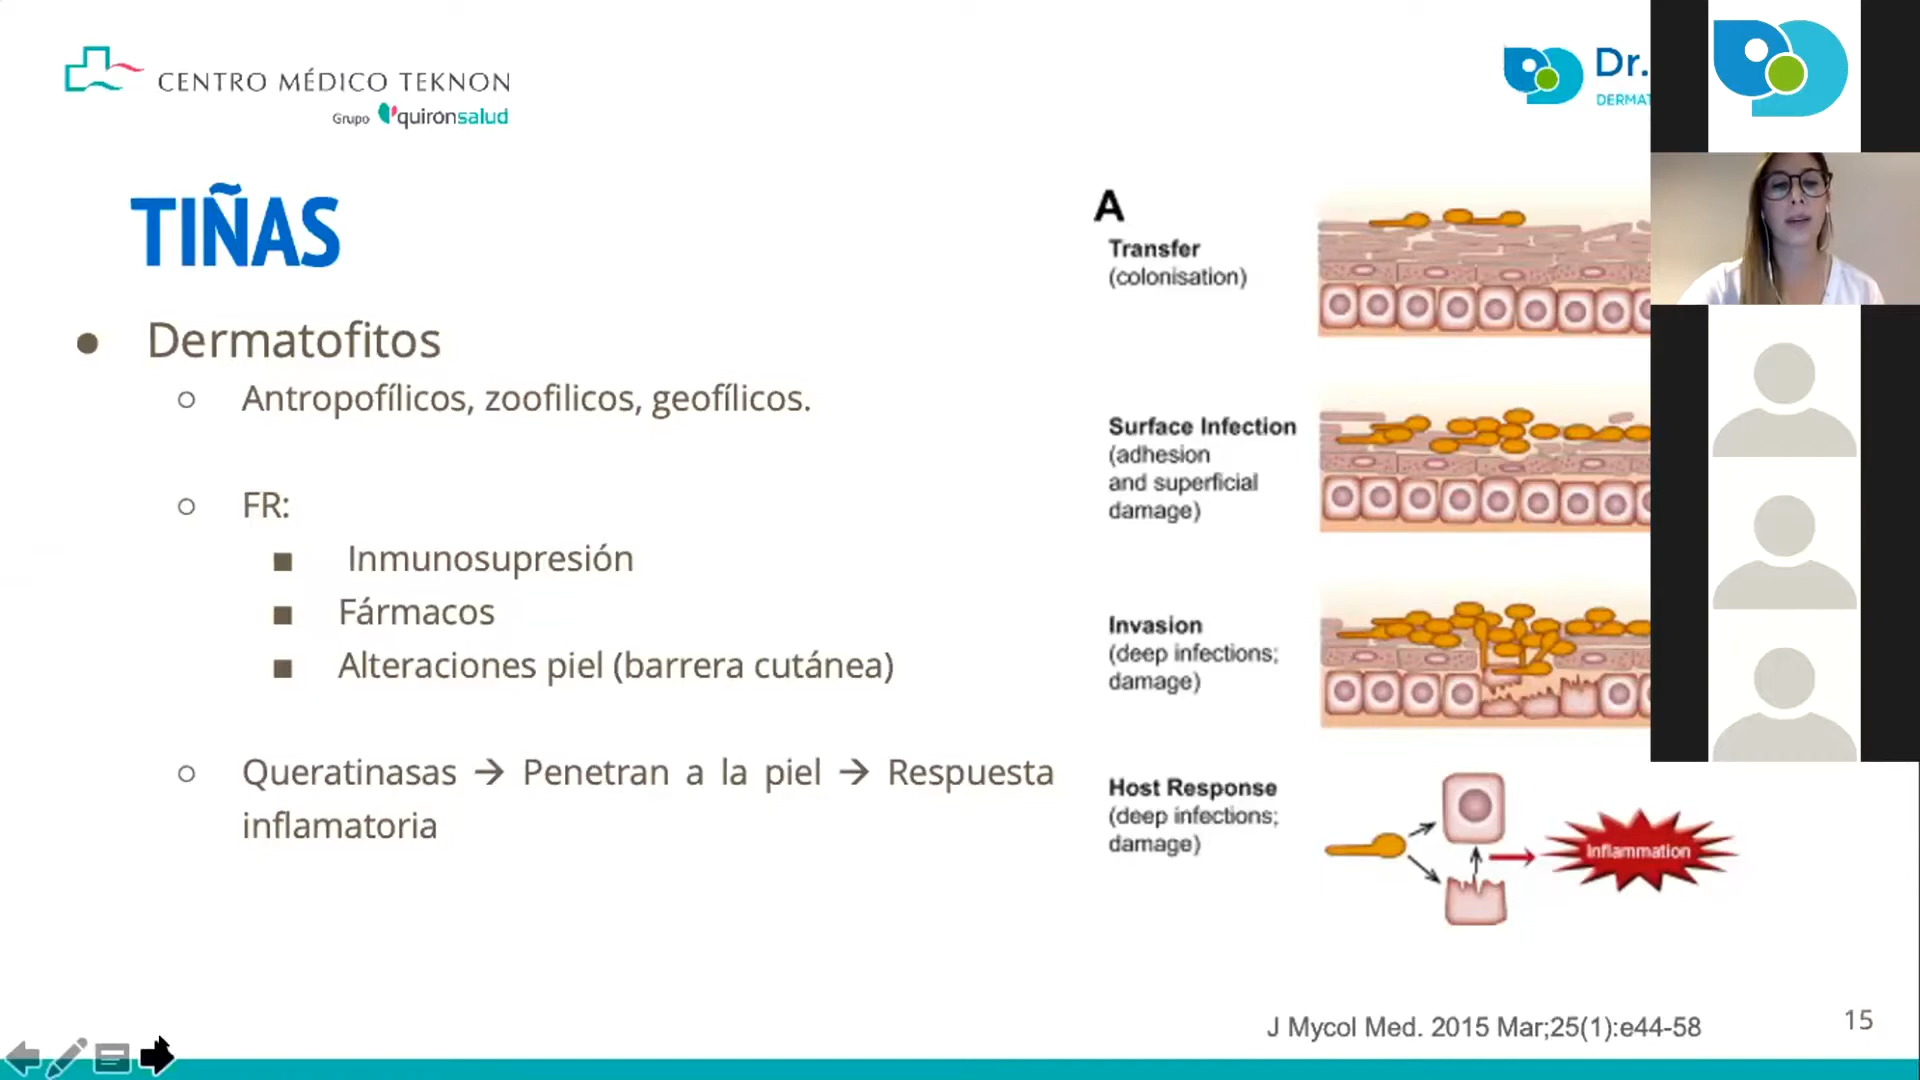 CENTRO MÉDICO TEKNON
Grupo quirónsalud
Dr.
TIÑAS
● Dermatofitos
○ Antropofílicos, zoofilicos, geofílicos.
○ FR:
■ Inmunosupresión
■ Fármacos
■ Alteraciones piel (barrera cutánea)
○ Queratinasas → Penetran a la piel → Respuesta
inflamatoria
A
Transfer
(colonisation)
Surface Infection
(adhesion
and superficial
damage)
Invasion
(deep infections;
damage)
Host Response
(deep infections;
damage)
Inflammation
J Mycol Med. 2015 Mar;25(1):e44-58
15